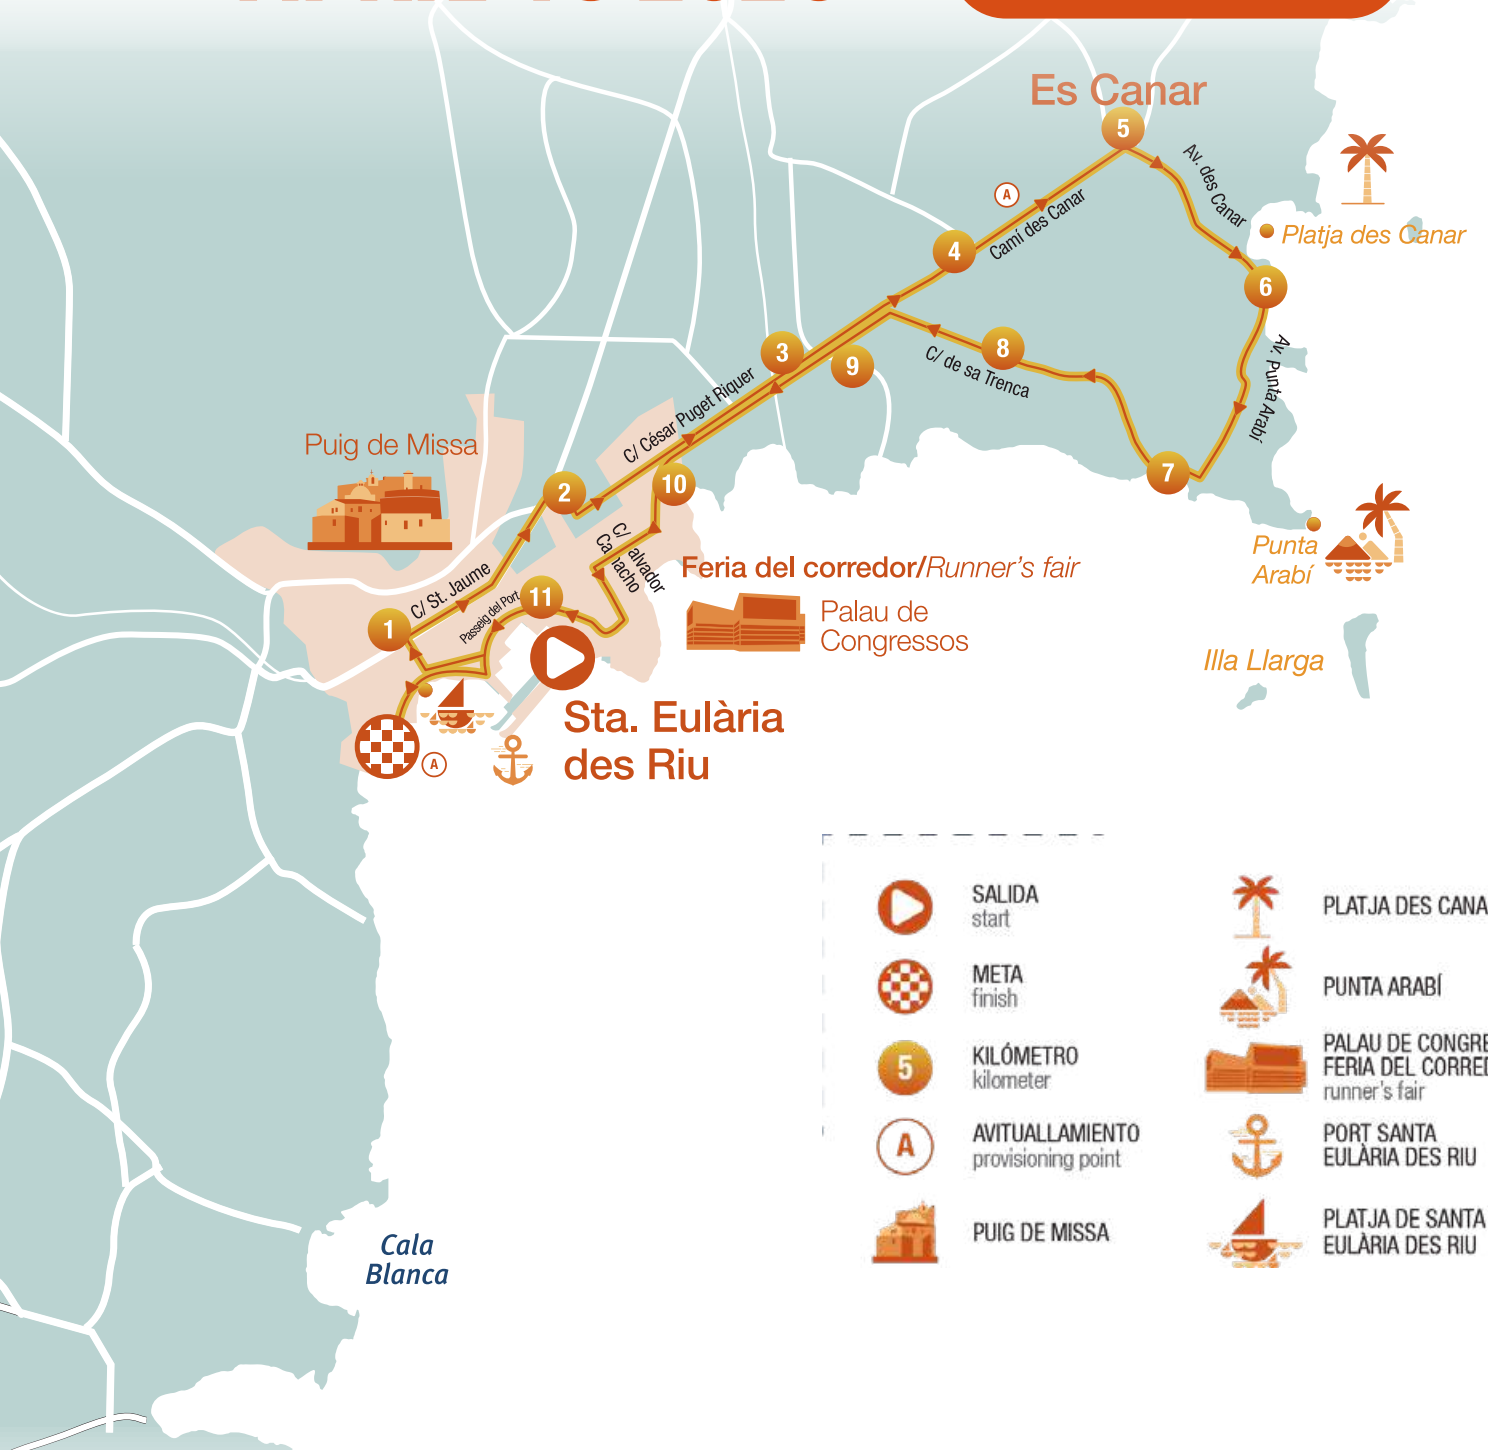 Es Canar
5
Av. des Canar
A
Camí des Canar
Platja des Canar
4
6
3
9
8
C/ de sa Trenca
Av. Punta Arabí
C/ César Puget Riquer
Puig de Missa
7
2
10
C/ alvador
Ca acho
Punta
Arabí
Feria del corredor/Runner's fair
C/ St. Jaume
Passeig del Port
11
1
Palau de
Congressos
Illa Llarga
Sta. Eulària
des Riu
A
Cala
Blanca
SALIDA
start
META
finish
5
KILÓMETRO
kilometer
A
AVITUALLAMIENTO
provisioning point
PUIG DE MISSA
PLATJA DES CANA
PUNTA ARABÍ
PALAU DE CONGRE
FERIA DEL CORRED
runner's fair
PORT SANTA
EULÀRIA DES RIU
PLATJA DE SANTA
EULÀRIA DES RIU